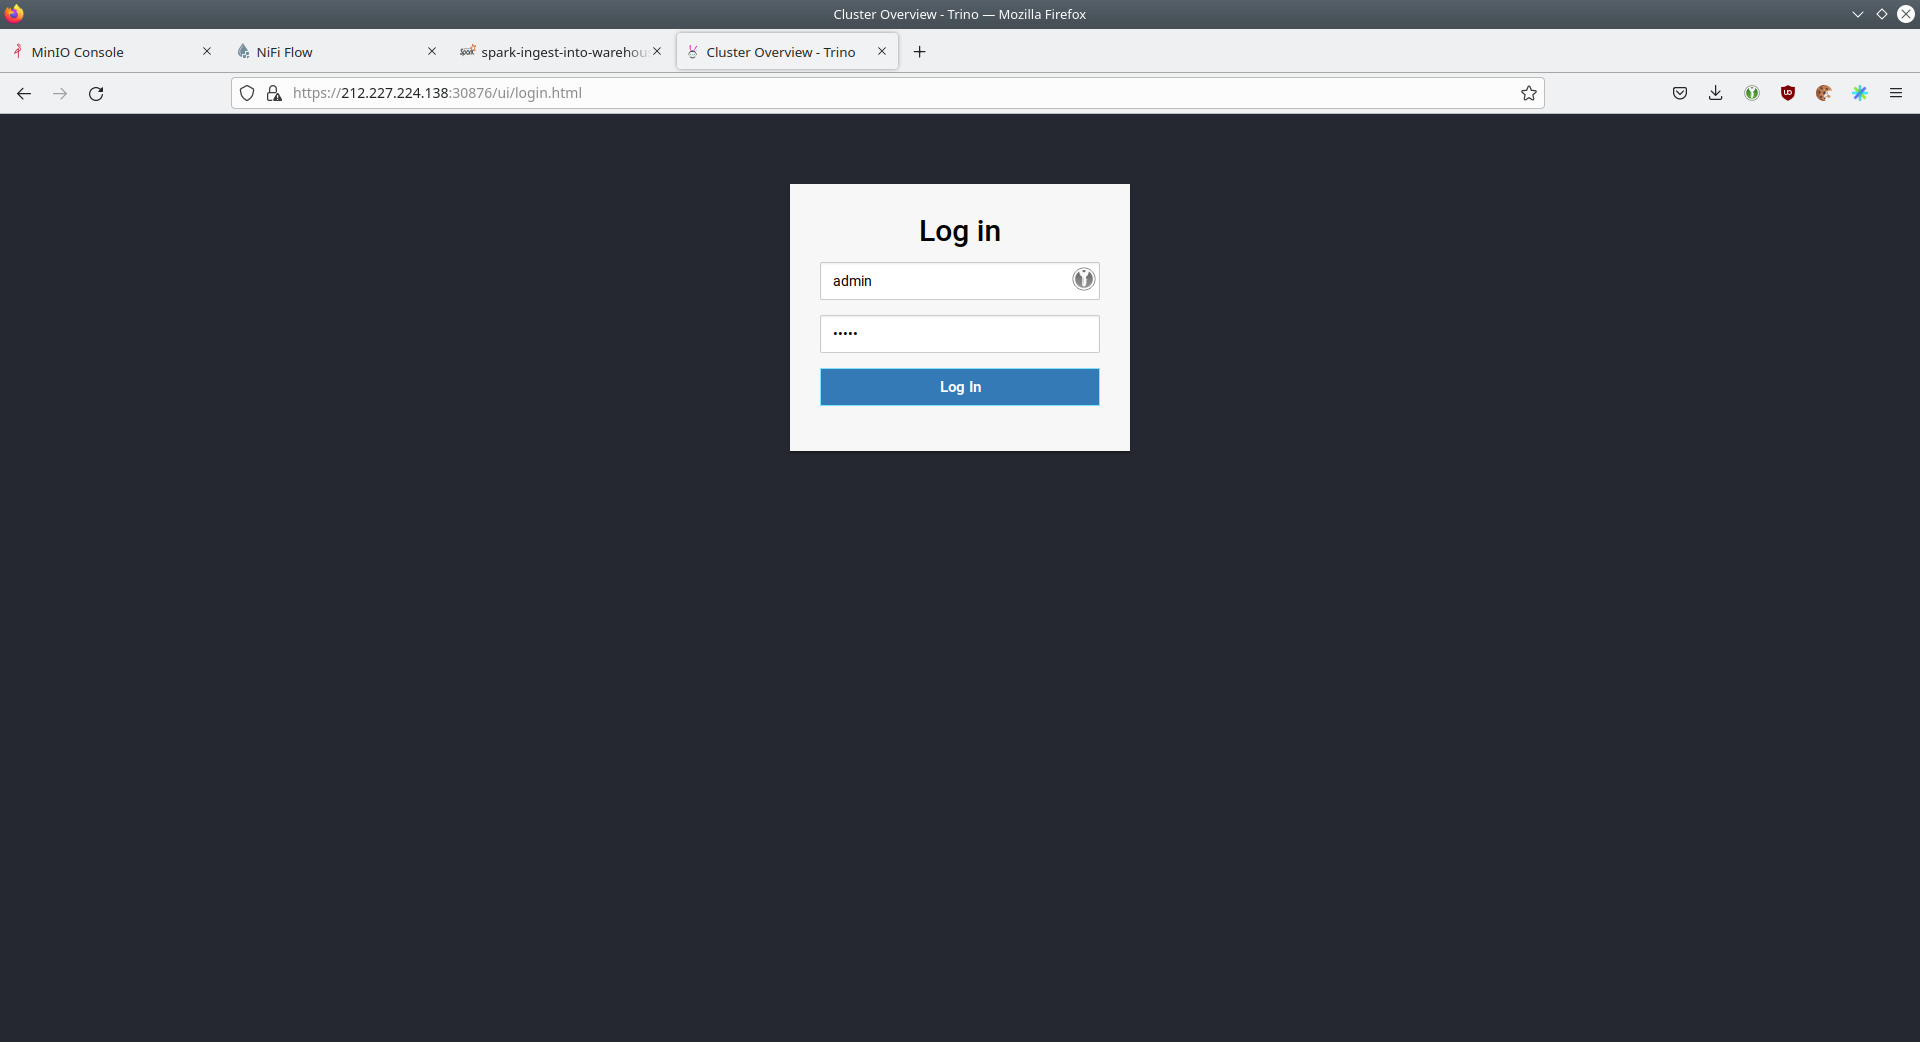 Cluster Overview - Trino — Mozilla Firefox
MinIO Console
NiFi Flow
spark-ingest-into-warehou
Cluster Overview - Trino
https://212.227.224.138:30876/ui/login.html
Log in
admin
•••••
Log In